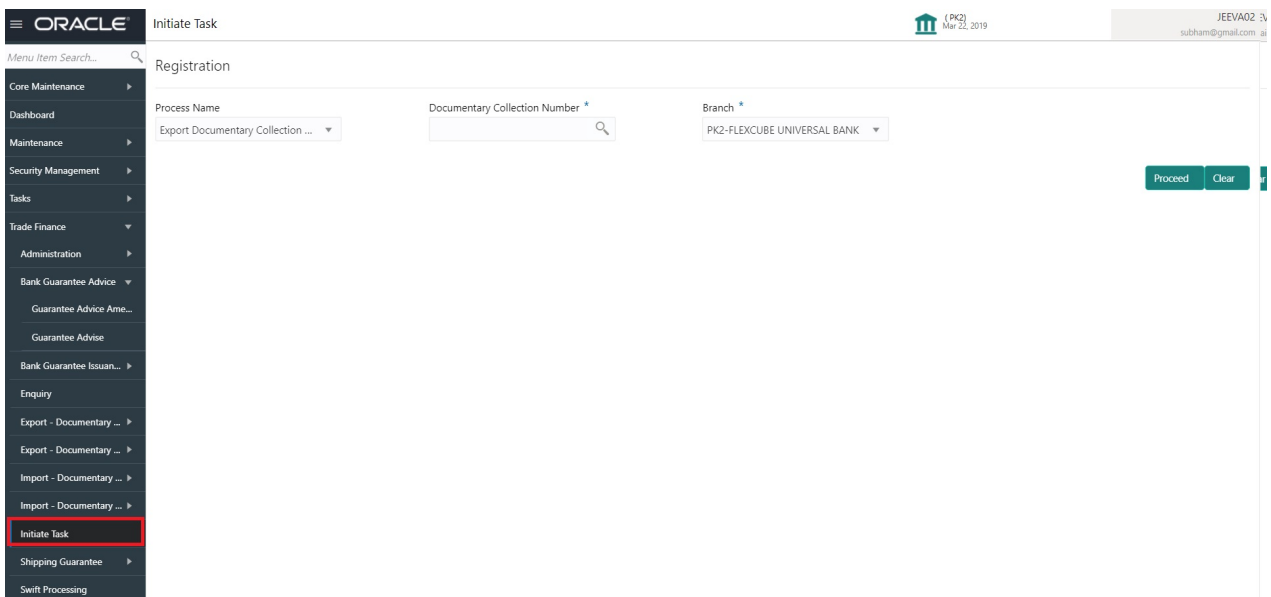 ORACLE
Initiate Task
( PK2)
Mar 22, 2019
JEEVA02
subham@gmail.com
Menu Item Search...
Registration
Core Maintenance
Dashboard
Maintenance
Security Management
Tasks
Trade Finance
Administration
Bank Guarantee Advice
Guarantee Advice Ame...
Guarantee Advise
Bank Guarantee Issuan...
Enquiry
Export - Documentary ...
Export - Documentary ...
Import - Documentary ...
Import - Documentary ...
Initiate Task
Shipping Guarantee
Swift Processing
Process Name
Export Documentary Collection ...
Documentary Collection Number *
Branch *
PK2-FLEXCUBE UNIVERSAL BANK
Proceed
Clear